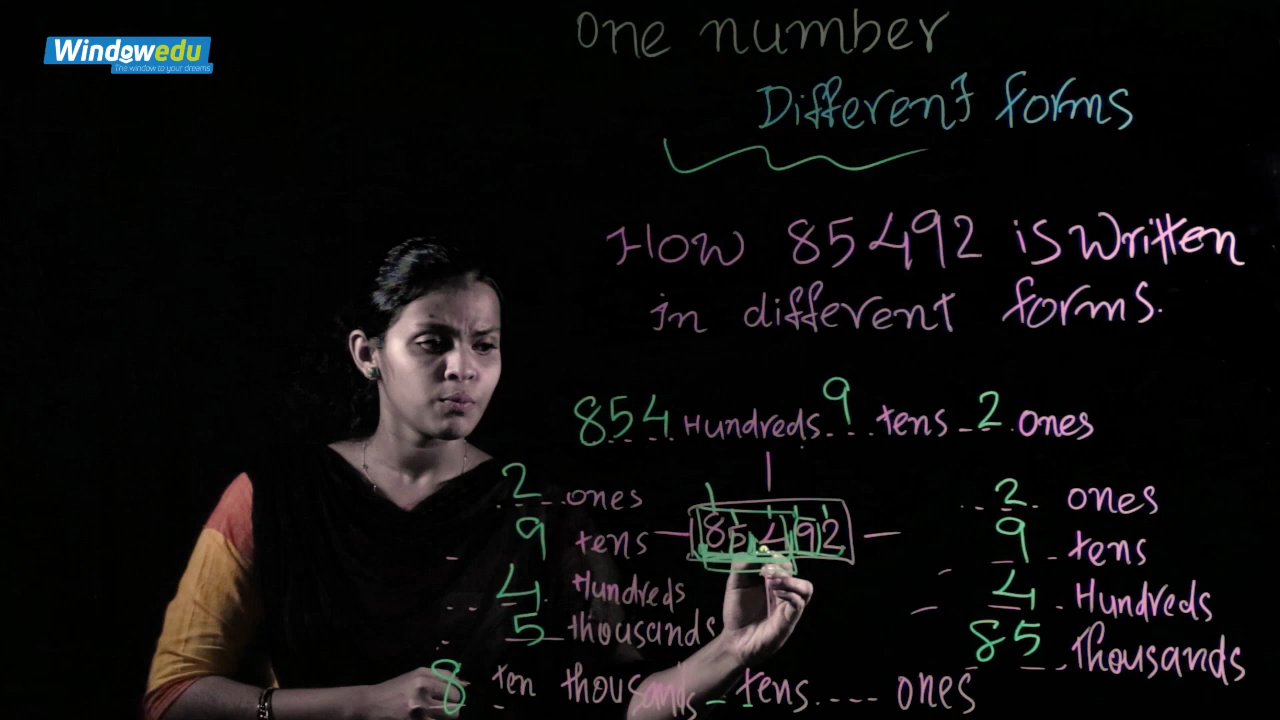 Windowedu
The window to your dreams
One number
Different forms
How 85492 is written
in different forms.
854 Hundreds 9 tens 2 ones
2 ones
9 tens
4 Hundreds
5 thousands
8 ten thousands
85492
2 ones
9 tens
4 Hundreds
85 thousands
tens.... ones